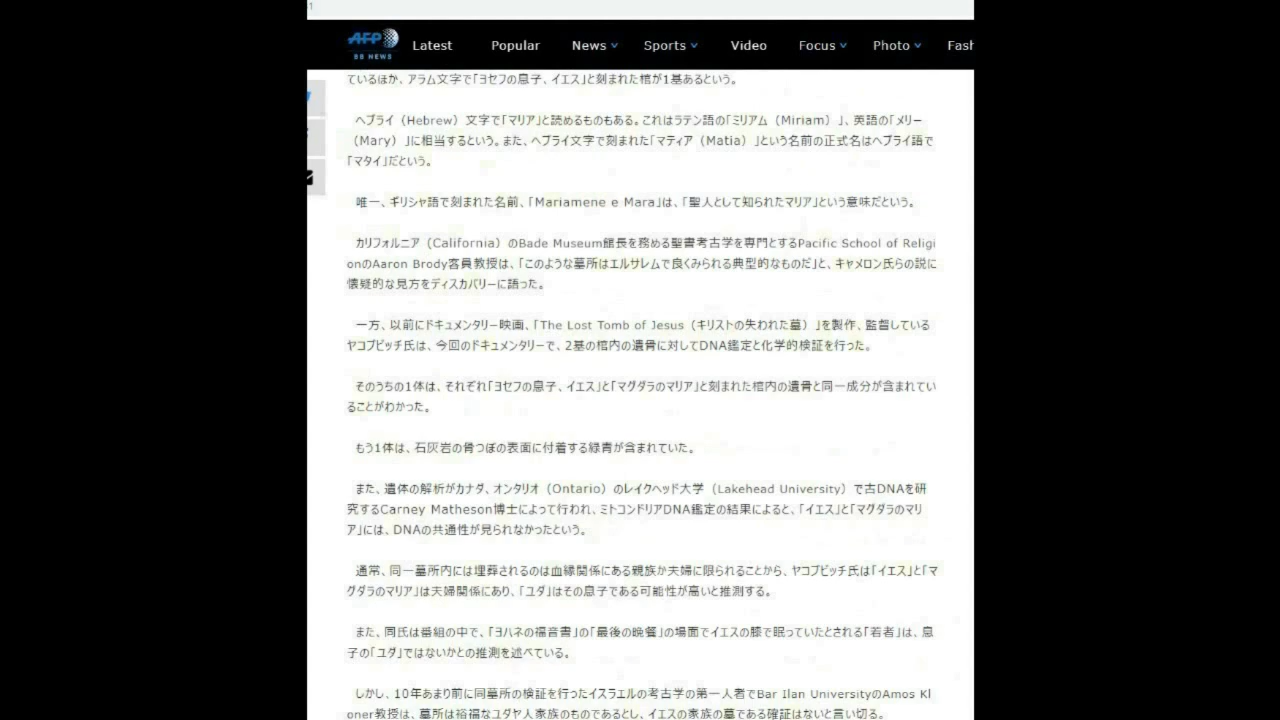 1
AFP
BB NEWS
Latest Popular News Sports Video Focus Photo Fash
ているほか、アラム文字で「ヨセフの息子、イエス」と刻まれた棺が1基あるという。
ヘブライ（Hebrew）文字で「マリア」と読めるものもある。これはラテン語の「ミリアム（Miriam）」、英語の「メリー
（Mary）」に相当するという。また、ヘブライ文字で刻まれた「マティア（Matia）」という名前の正式名はヘブライ語で
「マタイ」だという。
唯一、ギリシャ語で刻まれた名前、「Mariamene e Mara」は、「聖人として知られたマリア」という意味だという。
カリフォルニア（California）のBade Museum館長を務める聖書考古学を専門とするPacific School of Religi
onのAaron Brody客員教授は、「このような墓所はエルサレムで良くみられる典型的なものだ」と、キャメロン氏らの説に
懐疑的な見方をディスカバリーに語った。
一方、以前にドキュメンタリー映画、「The Lost Tomb of Jesus（キリストの失われた墓）」を製作、監督している
ヤコブビッチ氏は、今回のドキュメンタリーで、2基の棺内の遺骨に対してDNA鑑定と化学的検証を行った。
そのうちの1体は、それぞれ「ヨセフの息子、イエス」と「マグダラのマリア」と刻まれた棺内の遺骨と同一成分が含まれてい
ることがわかった。
もう1体は、石灰岩の骨つぼの表面に付着する緑青が含まれていた。
また、遺体の解析がカナダ、オンタリオ（Ontario）のレイクヘッド大学（Lakehead University）で古DNAを研
究するCarney Matheson博士によって行われ、ミトコンドリアDNA鑑定の結果によると、「イエス」と「マグダラのマリ
ア」には、DNAの共通性が見られなかったという。
通常、同一墓所内には埋葬されるのは血縁関係にある親族か夫婦に限られることから、ヤコブビッチ氏は「イエス」と「マ
グダラのマリア」は夫婦関係にあり、「ユダ」はその息子である可能性が高いと推測する。
また、同氏は番組の中で、「ヨハネの福音書」の「最後の晩餐」の場面でイエスの膝で眠っていたとされる「若者」は、息
子の「ユダ」ではないかとの推測を述べている。
しかし、10年あまり前に同墓所の検証を行ったイスラエルの考古学の第一人者でBar Ilan UniversityのAmos Kl
oner教授は、墓所は裕福なユダヤ人家族のものであるとし、イエスの家族の墓である確証はないと言い切る。